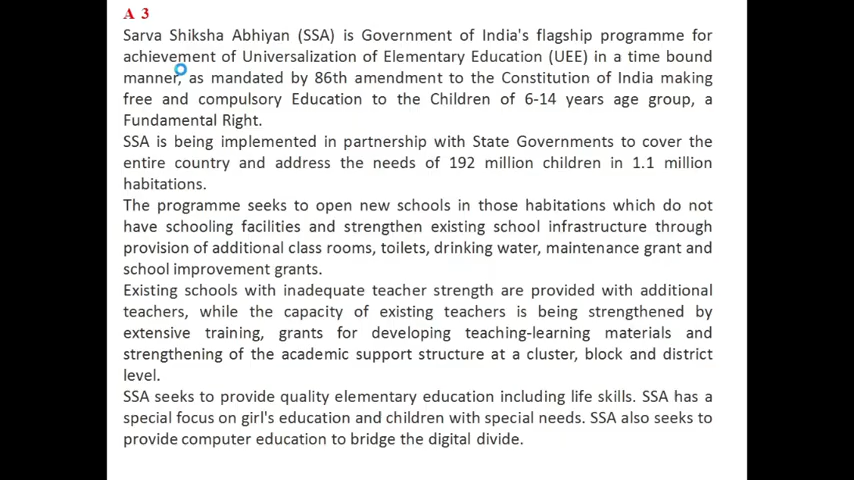 A 3
Sarva Shiksha Abhiyan (SSA) is Government of India's flagship programme for
achievement of Universalization of Elementary Education (UEE) in a time bound
manner, as mandated by 86th amendment to the Constitution of India making
free and compulsory Education to the Children of 6-14 years age group, a
Fundamental Right.
SSA is being implemented in partnership with State Governments to cover the
entire country and address the needs of 192 million children in 1.1 million
habitations.
The programme seeks to open new schools in those habitations which do not
have schooling facilities and strengthen existing school infrastructure through
provision of additional class rooms, toilets, drinking water, maintenance grant and
school improvement grants.
Existing schools with inadequate teacher strength are provided with additional
teachers, while the capacity of existing teachers is being strengthened by
extensive training, grants for developing teaching-learning materials and
strengthening of the academic support structure at a cluster, block and district
level.
SSA seeks to provide quality elementary education including life skills. SSA has a
special focus on girl's education and children with special needs. SSA also seeks to
provide computer education to bridge the digital divide.